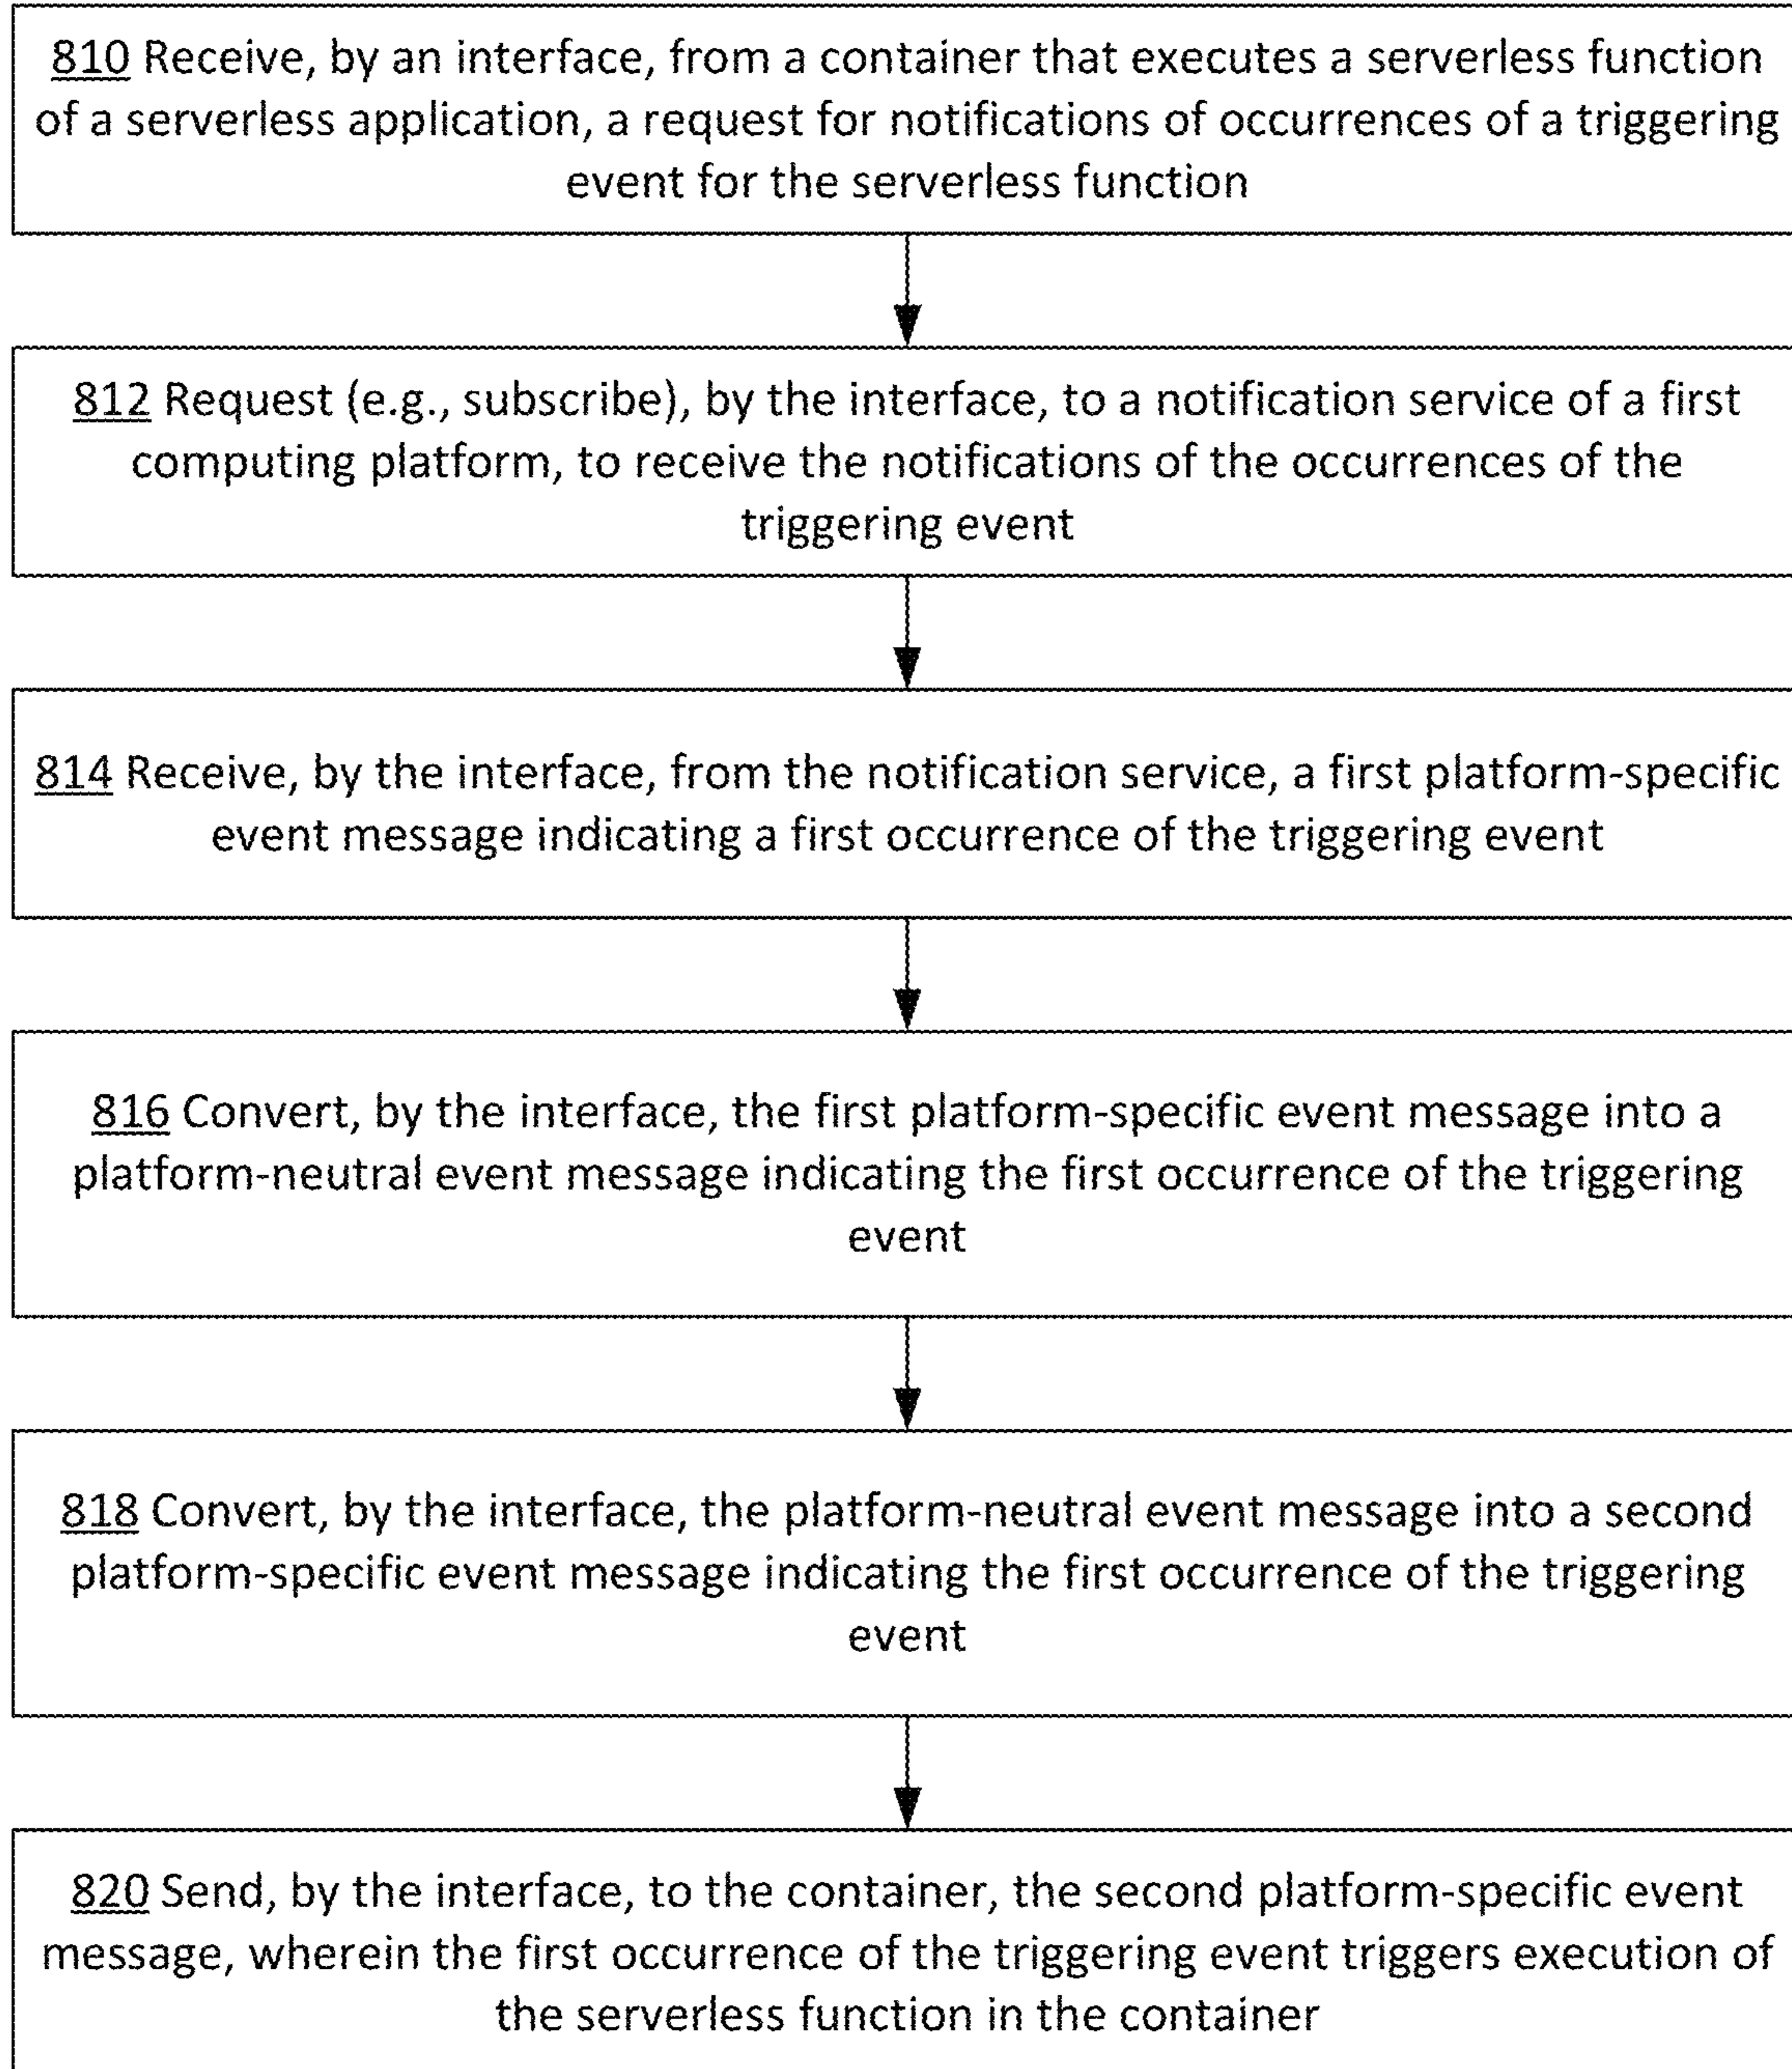 810 Receive, by an interface, from a container that executes a serverless function
of a serverless application, a request for notifications of occurrences of a triggering
event for the serverless function
812 Request (e.g., subscribe), by the interface, to a notification service of a first
computing platform, to receive the notifications of the occurrences of the
triggering event
814 Receive, by the interface, from the notification service, a first platform-specific
event message indicating a first occurrence of the triggering event
816 Convert, by the interface, the first platform-specific event message into a
platform-neutral event message indicating the first occurrence of the triggering
event
818 Convert, by the interface, the platform-neutral event message into a second
platform-specific event message indicating the first occurrence of the triggering
event
820 Send, by the interface, to the container, the second platform-specific event
message, wherein the first occurrence of the triggering event triggers execution of
the serverless function in the container